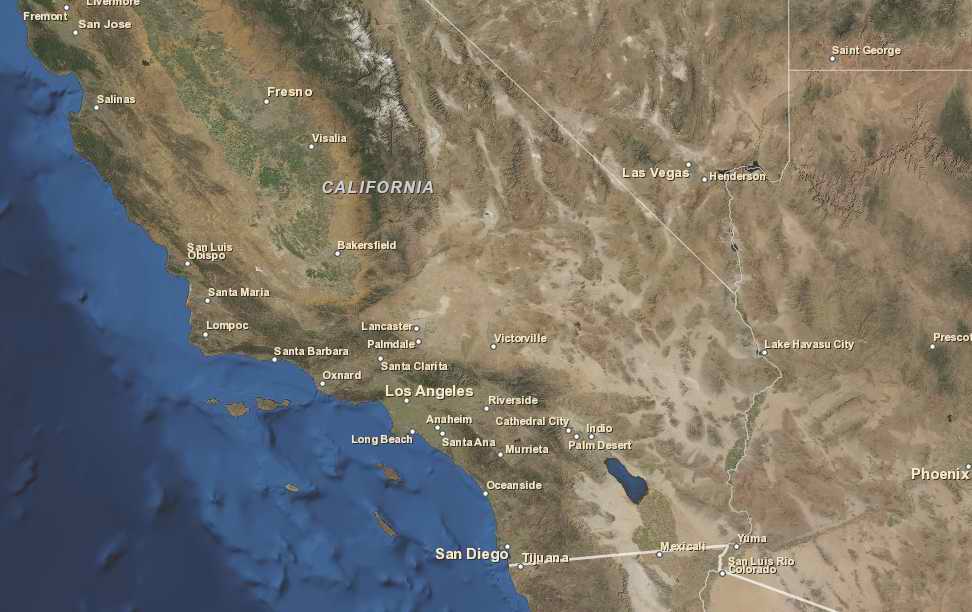 Livermore
Fremont
San Jose
Saint George
Fresno
Salinas
Visalia
Las Vegas
Henderson
CALIFORNIA
San Luis
Obispo
Bakersfield
Santa Maria
Lompoc
Lancaster
Palmdale
Victorville
Lake Havasu City
Prescot
Santa Barbara
Santa Clarita
Oxnard
Los Angeles
Riverside
Anaheim
Cathedral City
Indio
Long Beach
Santa Ana
Palm Desert
Murrieta
Phoenix
Oceanside
Yuma
Mexicali
San Diego
Tijuana
San Luis Rio
Colorado